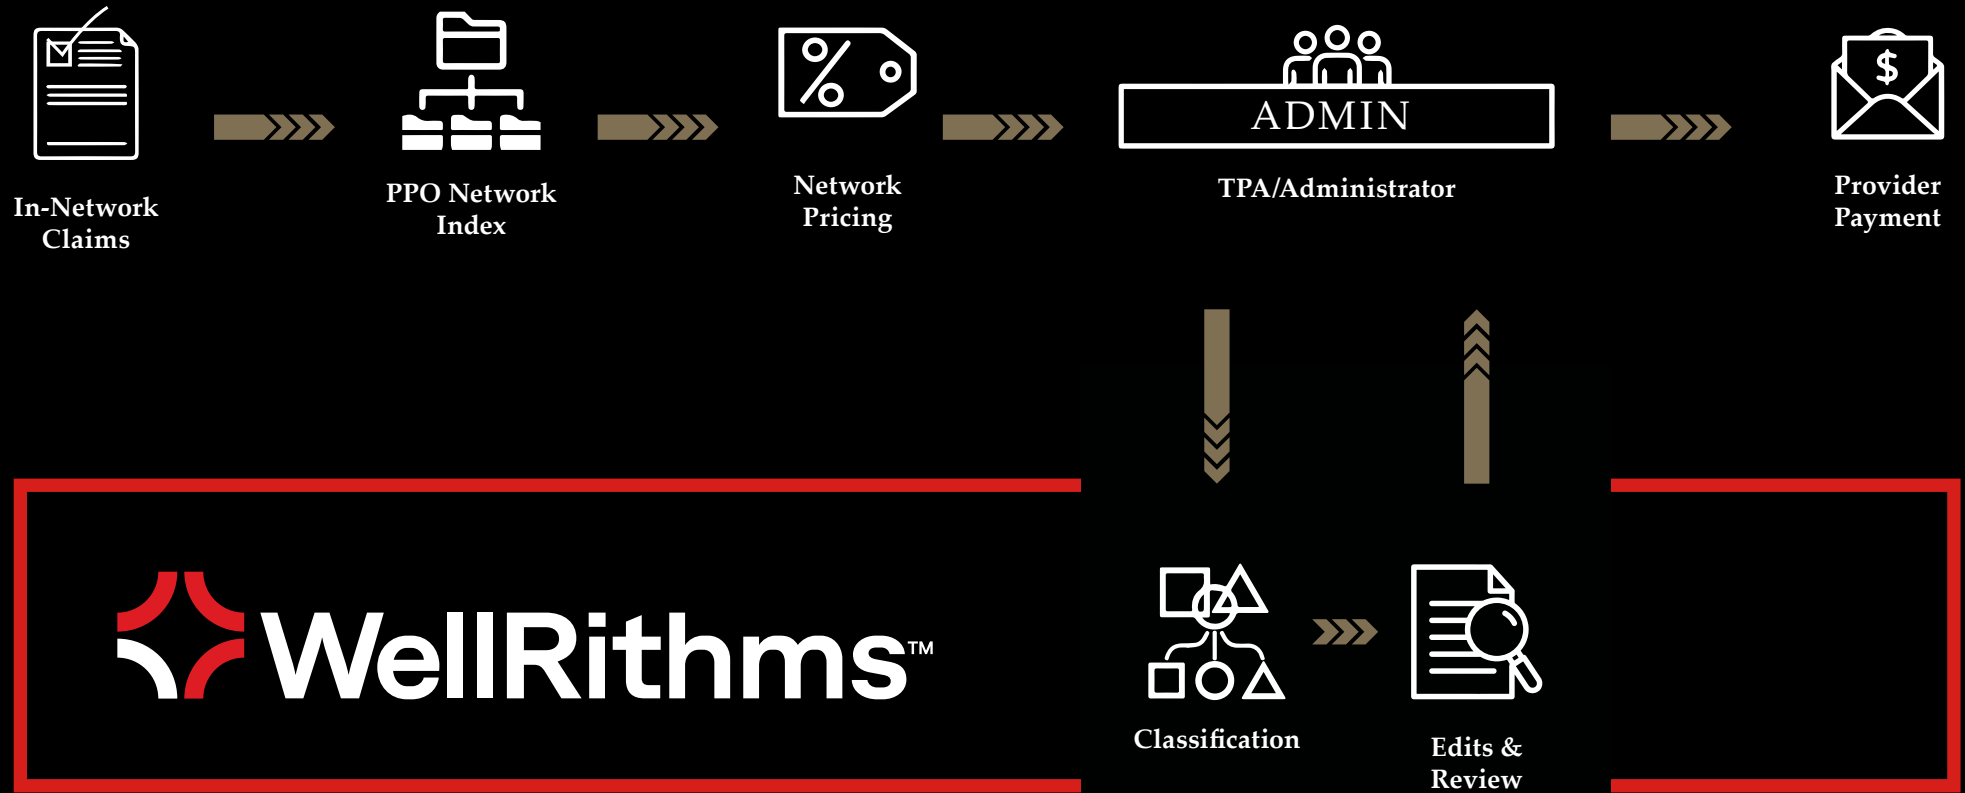 ADMIN
In-Network
Claims
PPO Network
Index
Network
Pricing
TPA/Administrator
Provider
Payment
$
WellRithms™
Classification
Edits &
Review